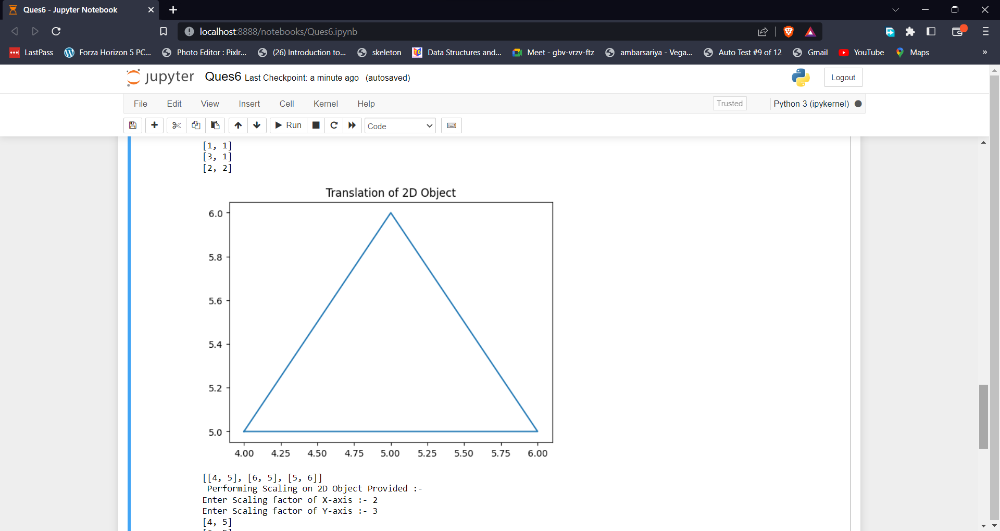 Ques6 - Jupyter Notebook
localhost:8888/notebooks/Ques6.ipynb
LastPass Forza Horizon 5 PC... Photo Editor : Pixlr... (26) Introduction to... skeleton Data Structures and... Meet - gbv-vrzv-ftz ambarsariya - Vega... Auto Test #9 of 12 Gmail YouTube Maps »
jupyter Ques6 Last Checkpoint: a minute ago (autosaved) Logout
File Edit View Insert Cell Kernel Help Trusted Python 3 (ipykernel)
Run Code
[1, 1]
[3, 1]
[2, 2]
Translation of 2D Object
6.0
5.8
5.6
5.4
5.2
5.0
4.00 4.25 4.50 4.75 5.00 5.25 5.50 5.75 6.00
[[4, 5], [6, 5], [5, 6]]
Performing Scaling on 2D Object Provided :-
Enter Scaling factor of X-axis :- 2
Enter Scaling factor of Y-axis :- 3
[4, 5]